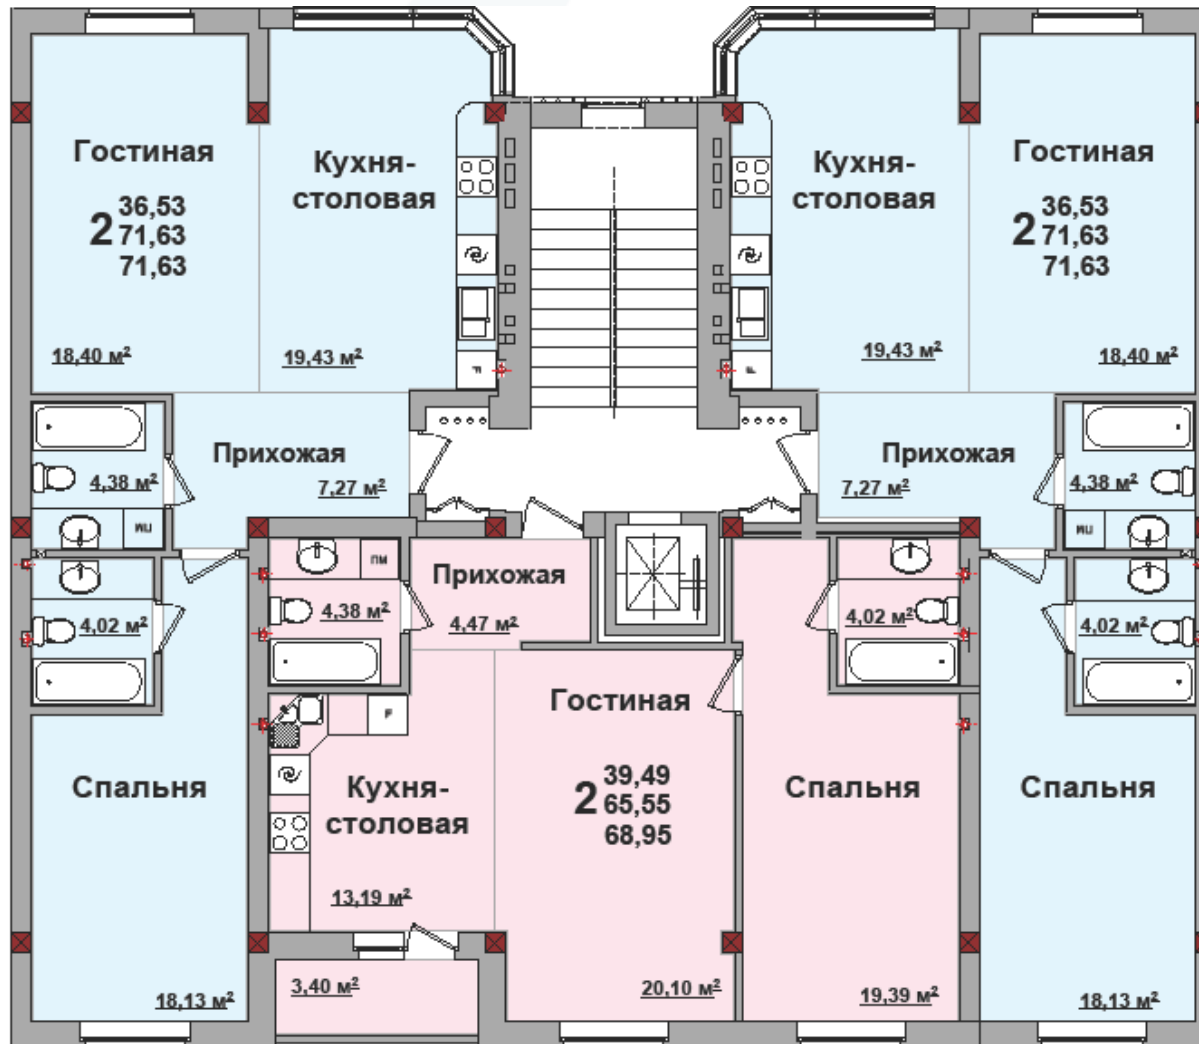 Гостиная
2
36,53
71,63
71,63
18,40 м²
Кухня-
столовая
19,43 м²
F
Кухня-
столовая
19,43 м²
F
Гостиная
2
36,53
71,63
71,63
18,40 м²
4,38 м²
ПМ
Прихожая
7,27 м²
Прихожая
7,27 м²
4,38 м²
ПМ
4,02 м²
Спальня
18,13 м²
ПМ
4,38 м²
Прихожая
4,47 м²
F
Кухня-
столовая
13,19 м²
3,40 м²
Гостиная
2
39,49
65,55
68,95
20,10 м²
4,02 м²
Спальня
19,39 м²
4,02 м²
Спальня
18,13 м²